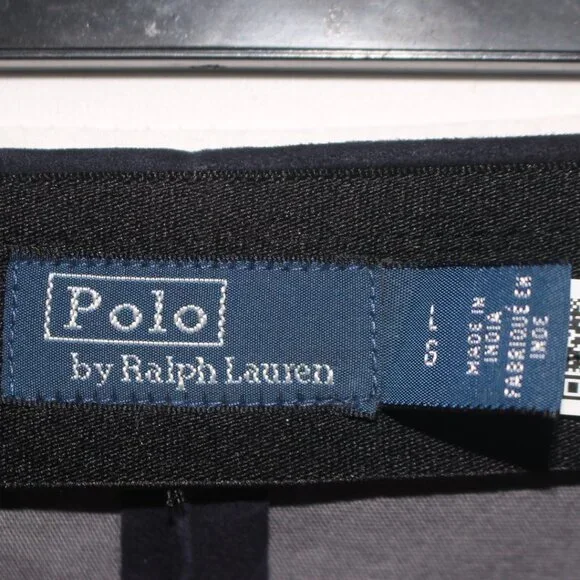 Polo
by Ralph Lauren
L
S
MADE IN
INDIA
FABRIQUÉ EN
INDE